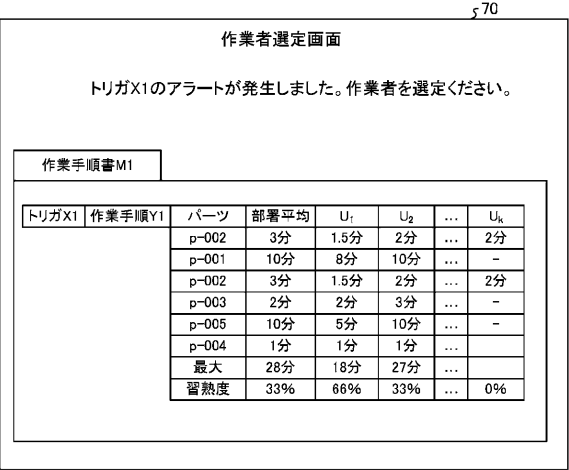 570
作業者選定画面
トリガX1のアラートが発生しました。作業者を選定ください。
作業手順書M1
トリガX1 作業手順Y1 パーツ 部署平均 U1 U2 ... Uk
p-002 3分 1.5分 2分 ... 2分
p-001 10分 8分 10分 ... -
p-002 3分 1.5分 2分 ... 2分
p-003 2分 2分 3分 ... -
p-005 10分 5分 10分 ... -
p-004 1分 1分 1分 ...
最大 28分 18分 27分 ...
習熟度 33% 66% 33% ... 0%